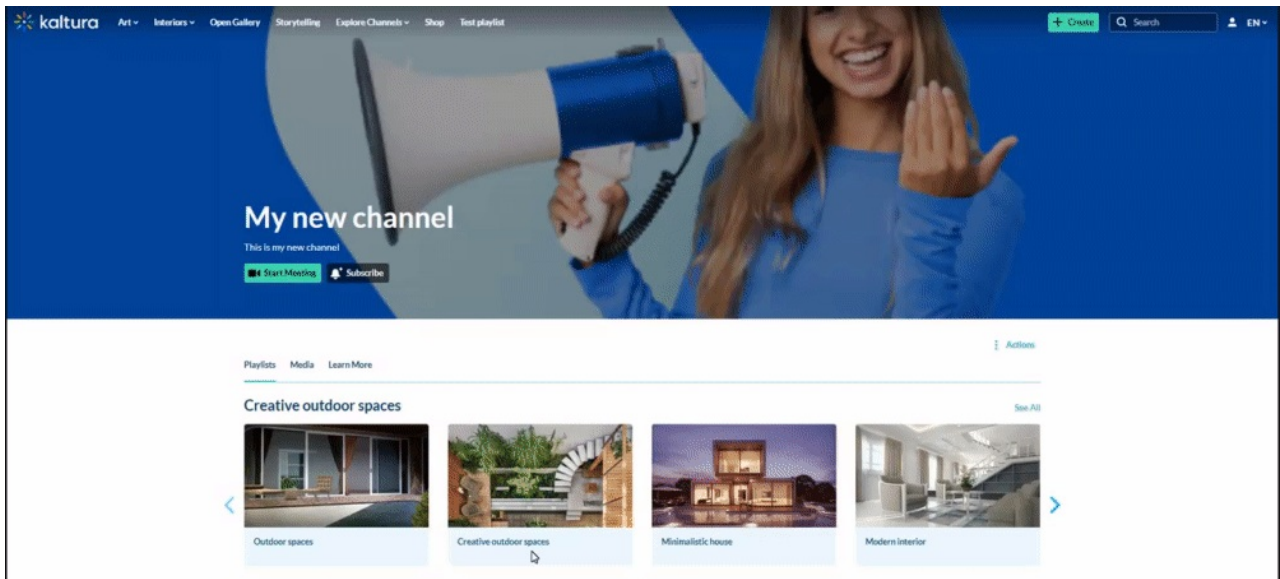 kaltura Art Interiors Open Gallery Storytelling Explore Channels Shop Test playlist + Create Search EN
My new channel
This is my new channel
Start Meeting Subscribe
Actions
Playlists Media Learn More
Creative outdoor spaces See All
Outdoor spaces Creative outdoor spaces Minimalistic house Modern interior